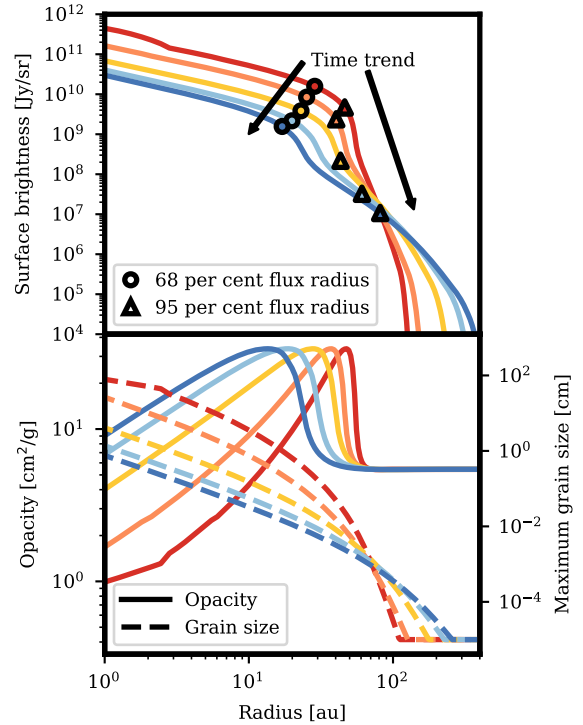 10^12
10^11
10^10
10^9
10^8
10^7
10^6
10^5
10^4
Surface brightness [Jy/sr]
Time trend
68 per cent flux radius
95 per cent flux radius
10^1
10^0
Opacity [cm^2/g]
10^2
10^0
10^−2
10^−4
Maximum grain size [cm]
Opacity
Grain size
10^0
10^1
10^2
Radius [au]